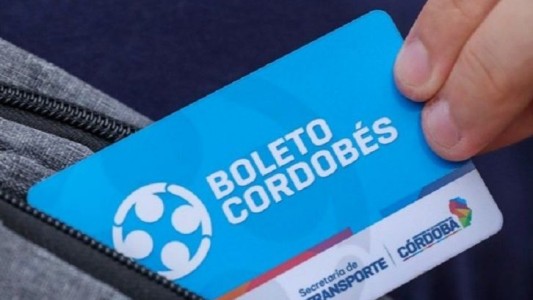 BOLETO
CORDOBÉS
Secretaría de
TRANSPORTE
CÓRDOBA